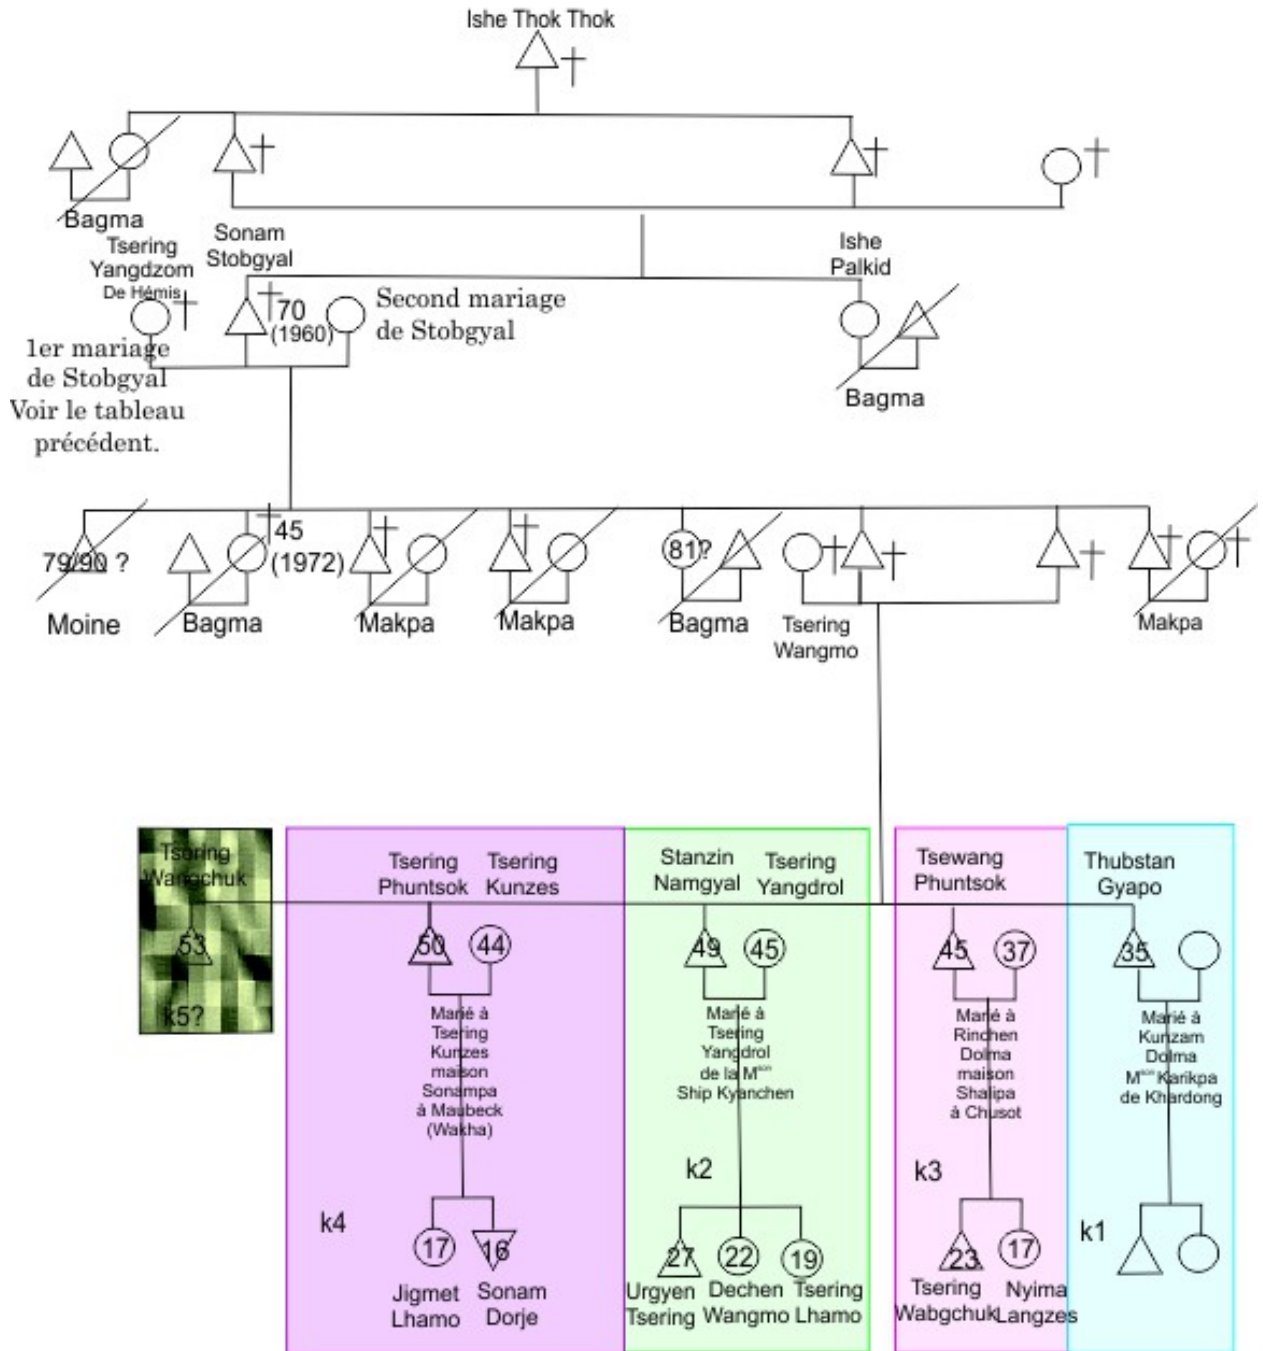 Ishe Thok Thok
Bagma
Tsering
Yangdzom
De Hémis
Sonam
Stobgyal
Ishe
Palkid
70
(1960)
Second mariage
de Stobgyal
1er mariage
de Stobgyal
Voir le tableau
précédent.
Bagma
79/90 ?
Moine
45
(1972)
Bagma
Makpa
Makpa
81?
Bagma
Tsering
Wangmo
Makpa
Tsering
Wangchuk
53
k5?
Tsering
Phuntsok
Tsering
Kunzes
50
44
Marié à
Tsering
Kunzes
maison
Sonampa
à Maubeck
(Wakha)
k4
17
16
Jigmet
Lhamo
Sonam
Dorje
Stanzin
Namgyal
Tsering
Yangdrol
49
45
Marié à
Tsering
Yangdrol
de la Mson
Ship Kyanchen
k2
27
22
19
Urgyen
Tsering
Dechen
Wangmo
Tsering
Lhamo
Tsewang
Phuntsok
45
37
Marié à
Rinchen
Dolma
maison
Shalipa
à Chusot
k3
23
17
Tsering
Wabgchuk
Nyima
Langzes
Thubstan
Gyapo
35
Marié à
Kunzam
Dolma
Mson Karikpa
de Khardong
k1